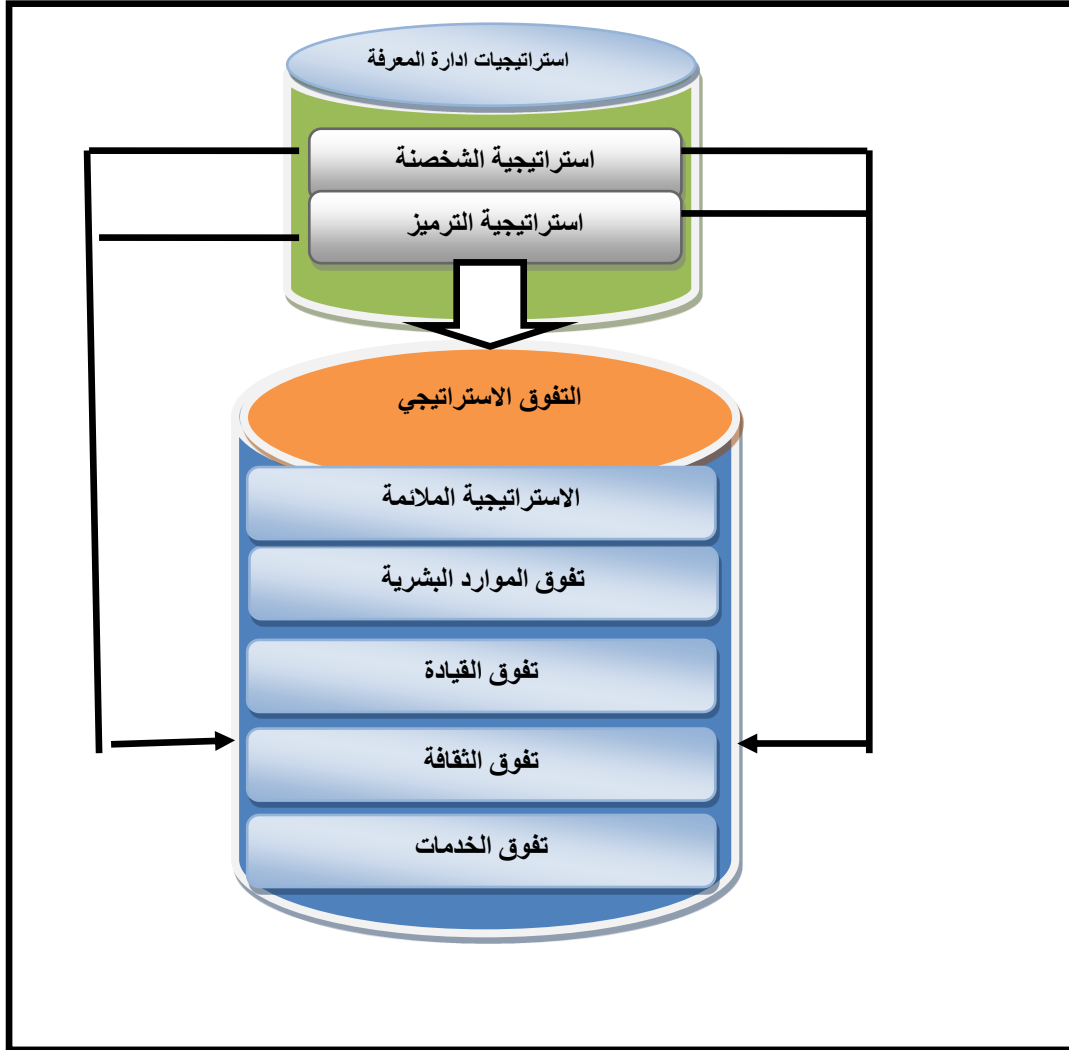 استراتيجيات ادارة المعرفة
استراتيجية الشخصنة
استراتيجية الترميز
التفوق الاستراتيجي
الاستراتيجية الملائمة
تفوق الموارد البشرية
تفوق القيادة
تفوق الثقافة
تفوق الخدمات